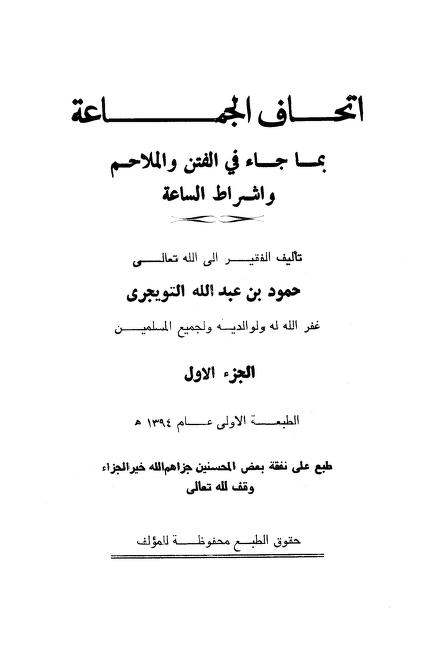 اتحاف الجماعة
بما جاء في الفتن والملاحم
واشراط الساعة
تأليف الفقير الى الله تعالى
حمود بن عبد الله التويجرى
غفر الله له ولوالديه ولجميع المسلمين
الجزء الاول
الطبعة الاولى عام ١٣٩٤ ه
طبع على نفقة بعض المحسنين جزاهم الله خير الجزاء
وقف لله تعالى
حقوق الطبع محفوظة للمؤلف